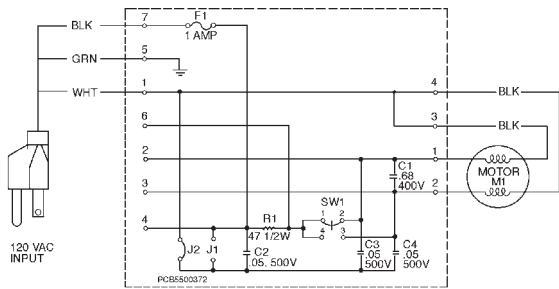 BLK
7
F1
1 AMP
GRN
5
WHT
1
4
BLK
3
BLK
6
2
1
C1
.68
400V
MOTOR
M1
3
2
SW1
1 2
4 3
4
R1
47 1/2W
120 VAC
INPUT
J2
J1
C2
.05, 500V
C3
.05
500V
C4
.05
500V
PCB5500372